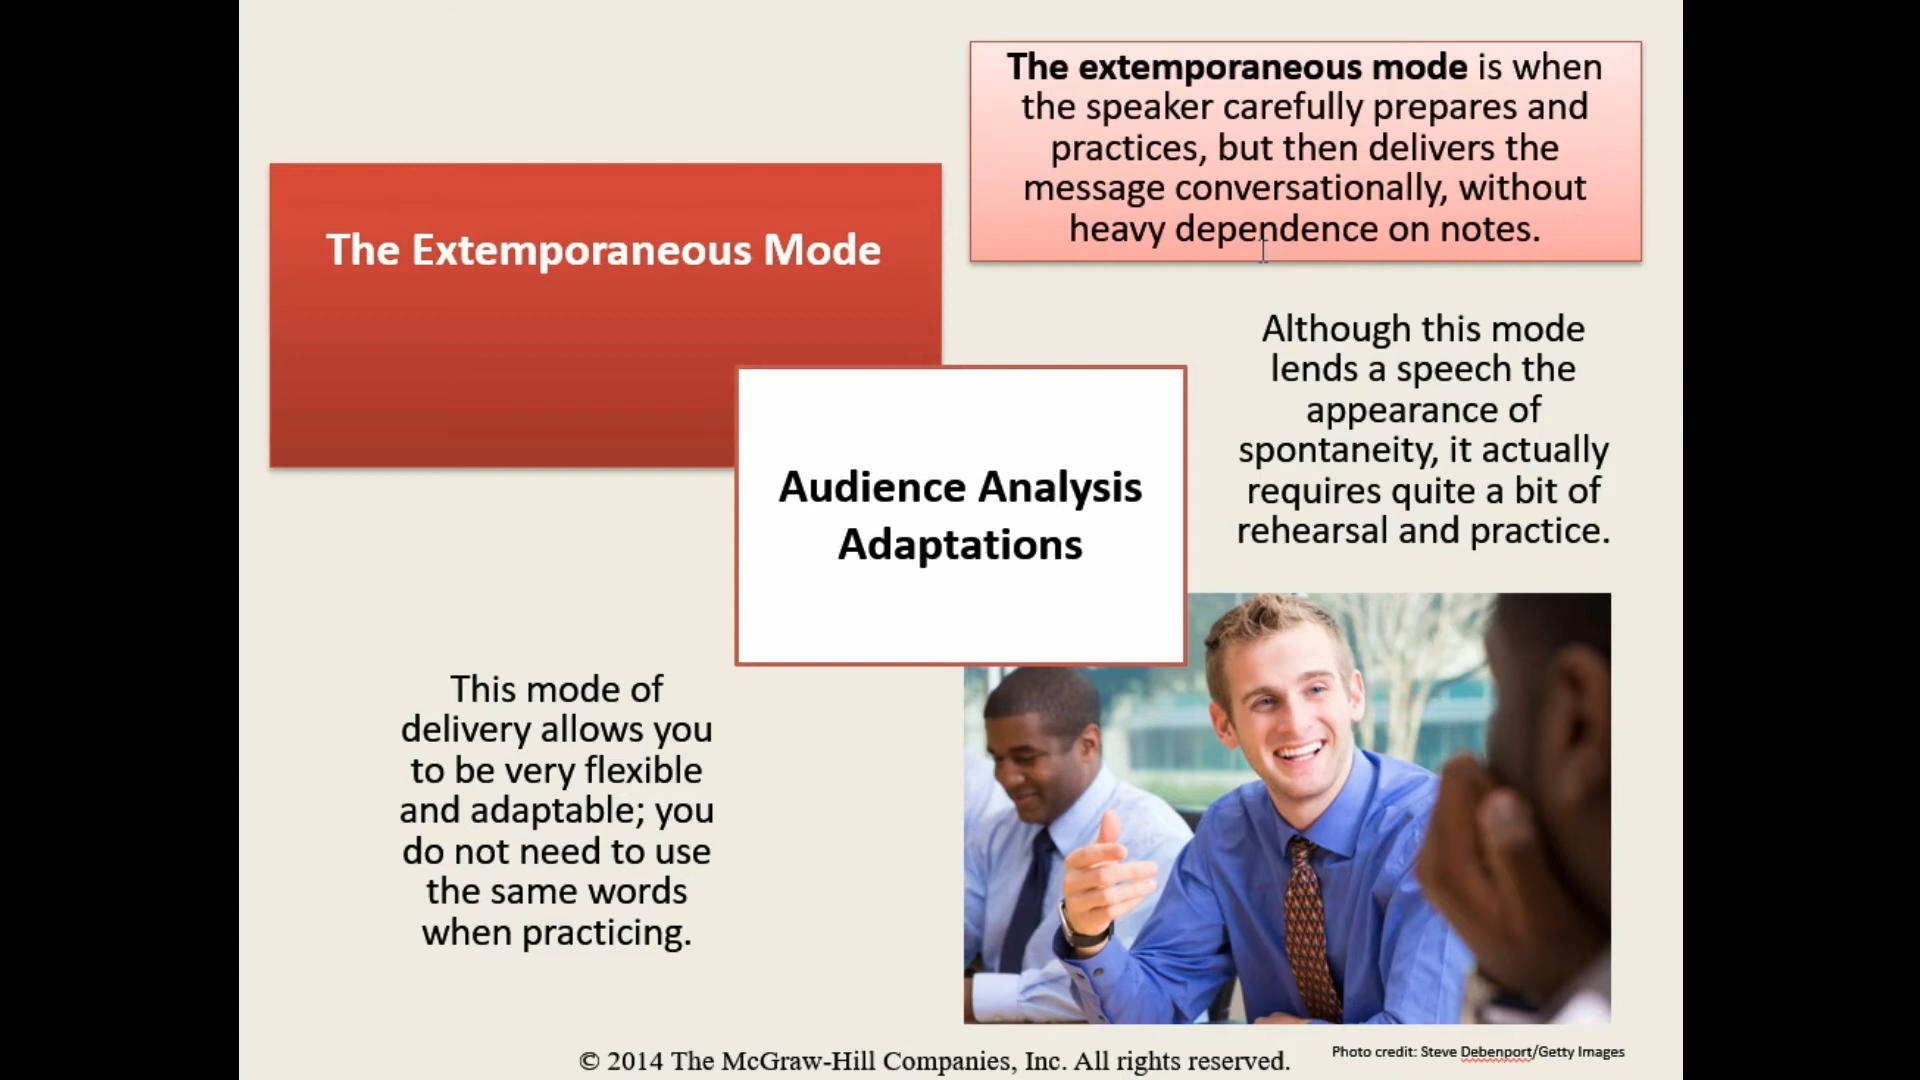 The Extemporaneous Mode
The extemporaneous mode is when
the speaker carefully prepares and
practices, but then delivers the
message conversationally, without
heavy dependence on notes.
Although this mode
lends a speech the
appearance of
spontaneity, it actually
requires quite a bit of
rehearsal and practice.
Audience Analysis
Adaptations
This mode of
delivery allows you
to be very flexible
and adaptable; you
do not need to use
the same words
when practicing.
© 2014 The McGraw-Hill Companies, Inc. All rights reserved.
Photo credit: Steve Debenport/Getty Images